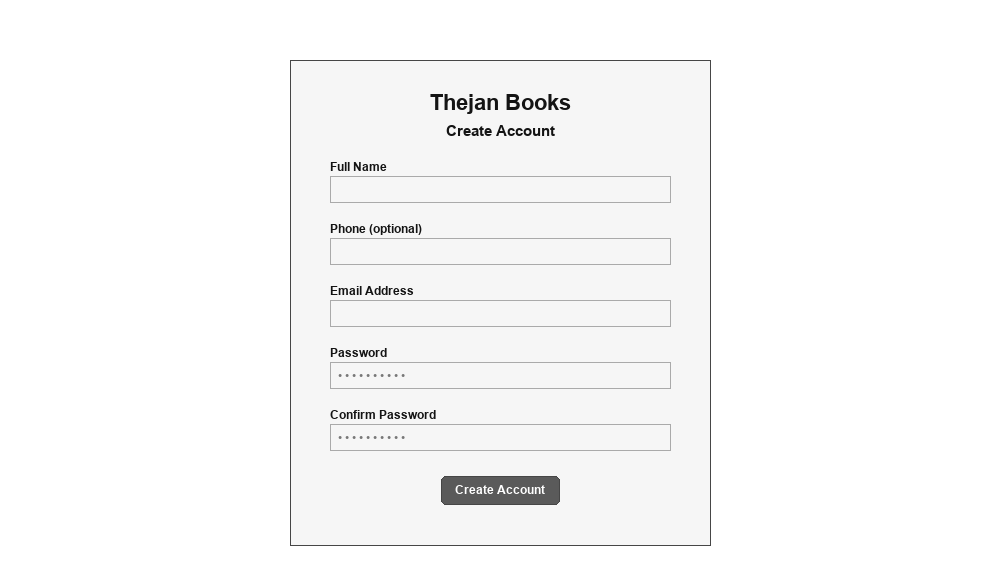 Thejan Books
Create Account
Full Name
Phone (optional)
Email Address
Password
••••••••••
Confirm Password
••••••••••
Create Account